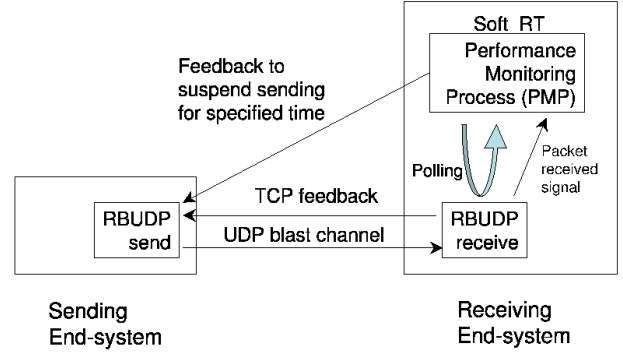 Soft RT
Performance
Monitoring
Process (PMP)
Feedback to
suspend sending
for specified time
Polling
Packet
received
signal
TCP feedback
RBUDP
send
UDP blast channel
RBUDP
receive
Sending
End-system
Receiving
End-system